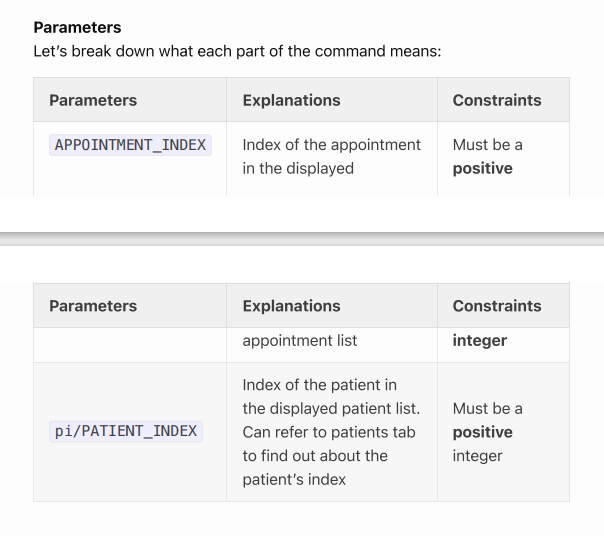 Parameters
Let’s break down what each part of the command means:
Parameters Explanations Constraints
APPOINTMENT_INDEX Index of the appointment Must be a
in the displayed positive
Parameters Explanations Constraints
appointment list integer
Index of the patient in
the displayed patient list. Must be a
pi/PATIENT_INDEX Can refer to patients tab positive
to find out about the integer
patient’s index